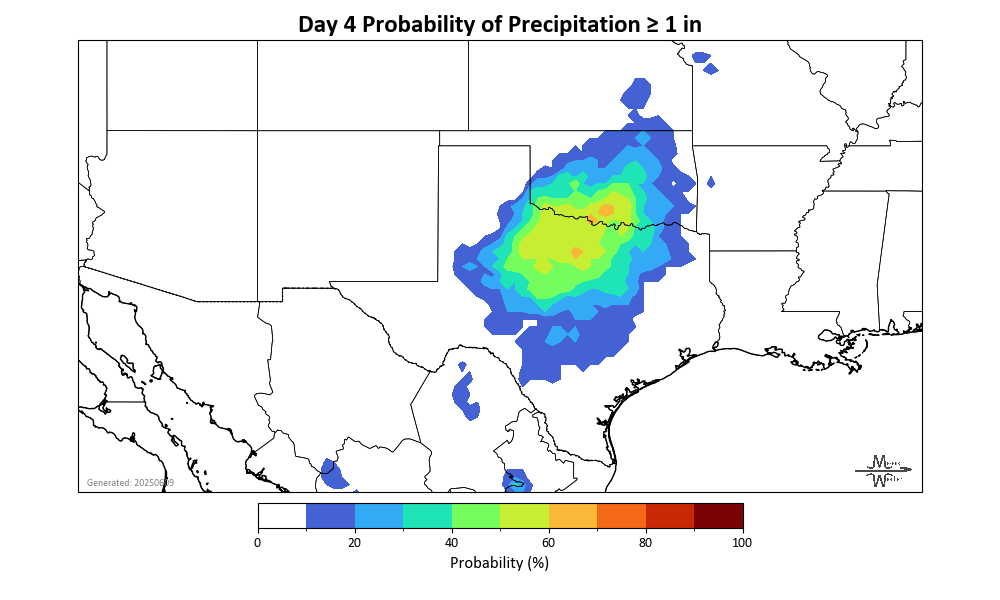 Day 4 Probability of Precipitation ≥ 1 in
Generated: 20250609
0 20 40 60 80 100
Probability (%)